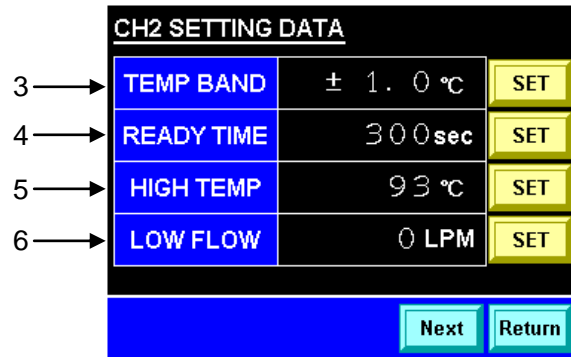 CH2 SETTING DATA
3 TEMP BAND ± 1. 0 ℃ SET
4 READY TIME 300sec SET
5 HIGH TEMP 93 ℃ SET
6 LOW FLOW 0 LPM SET
Next Return